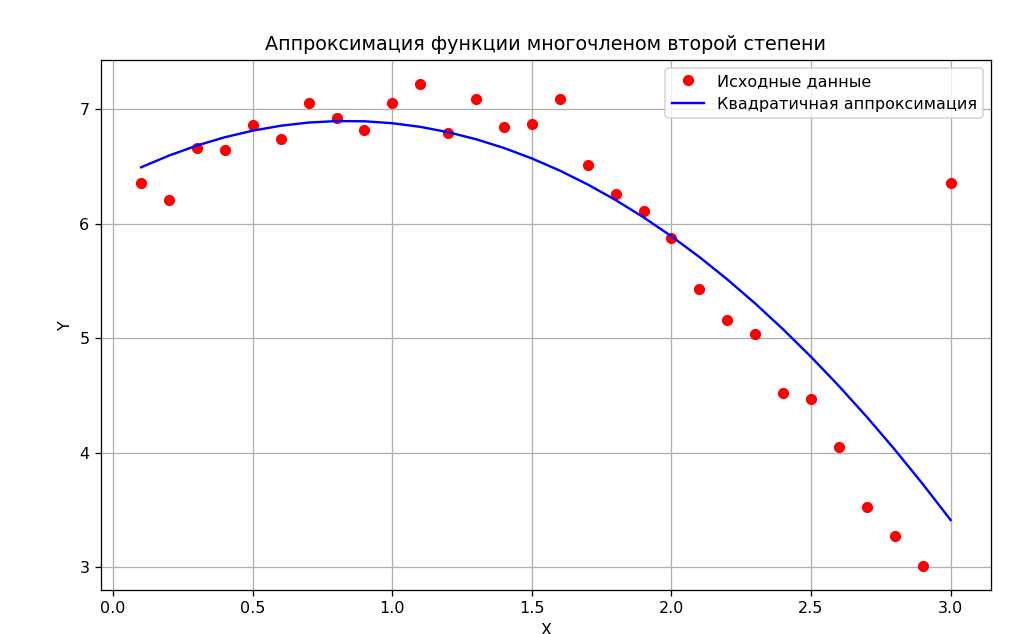 Аппроксимация функции многочленом второй степени
Исходные данные
Квадратичная аппроксимация
7
6
5
4
3
Y
0.0 0.5 1.0 1.5 2.0 2.5 3.0
X